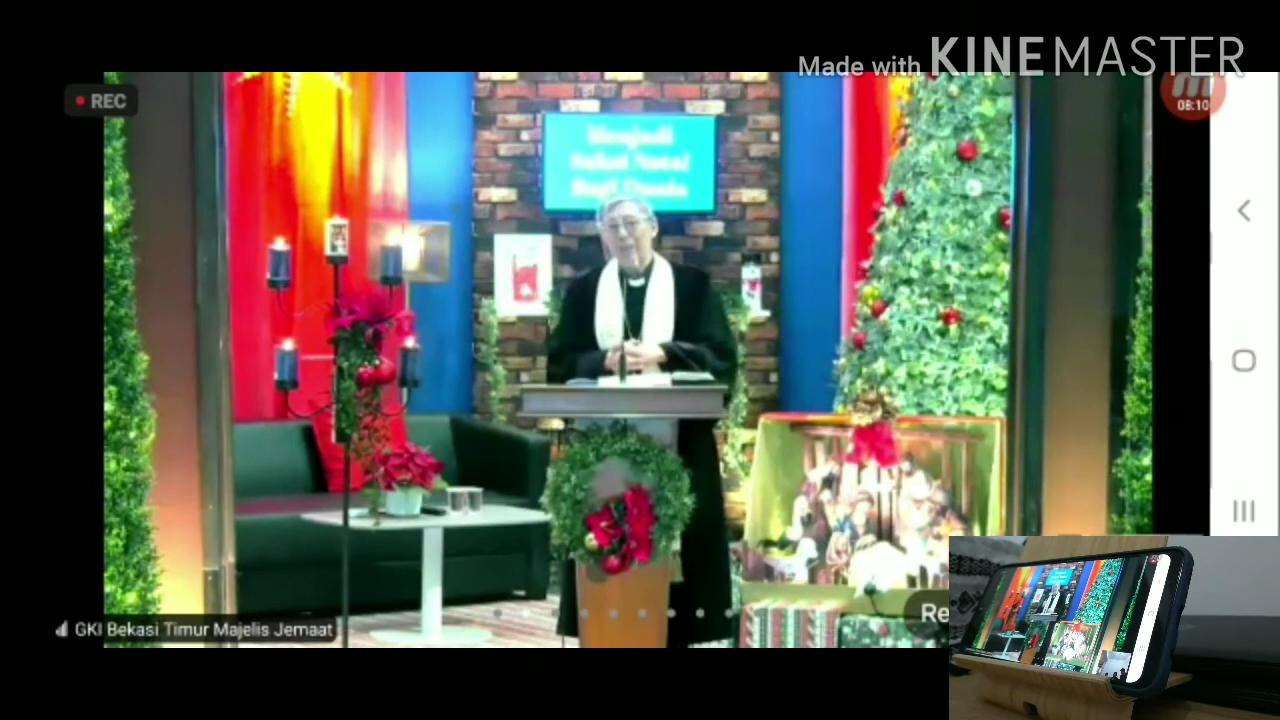 Made with KINEMASTER
REC
08:10
Menjadi
Saksi Natal
Bagi Dunia
Re
GKI Bekasi Timur Majelis Jemaat